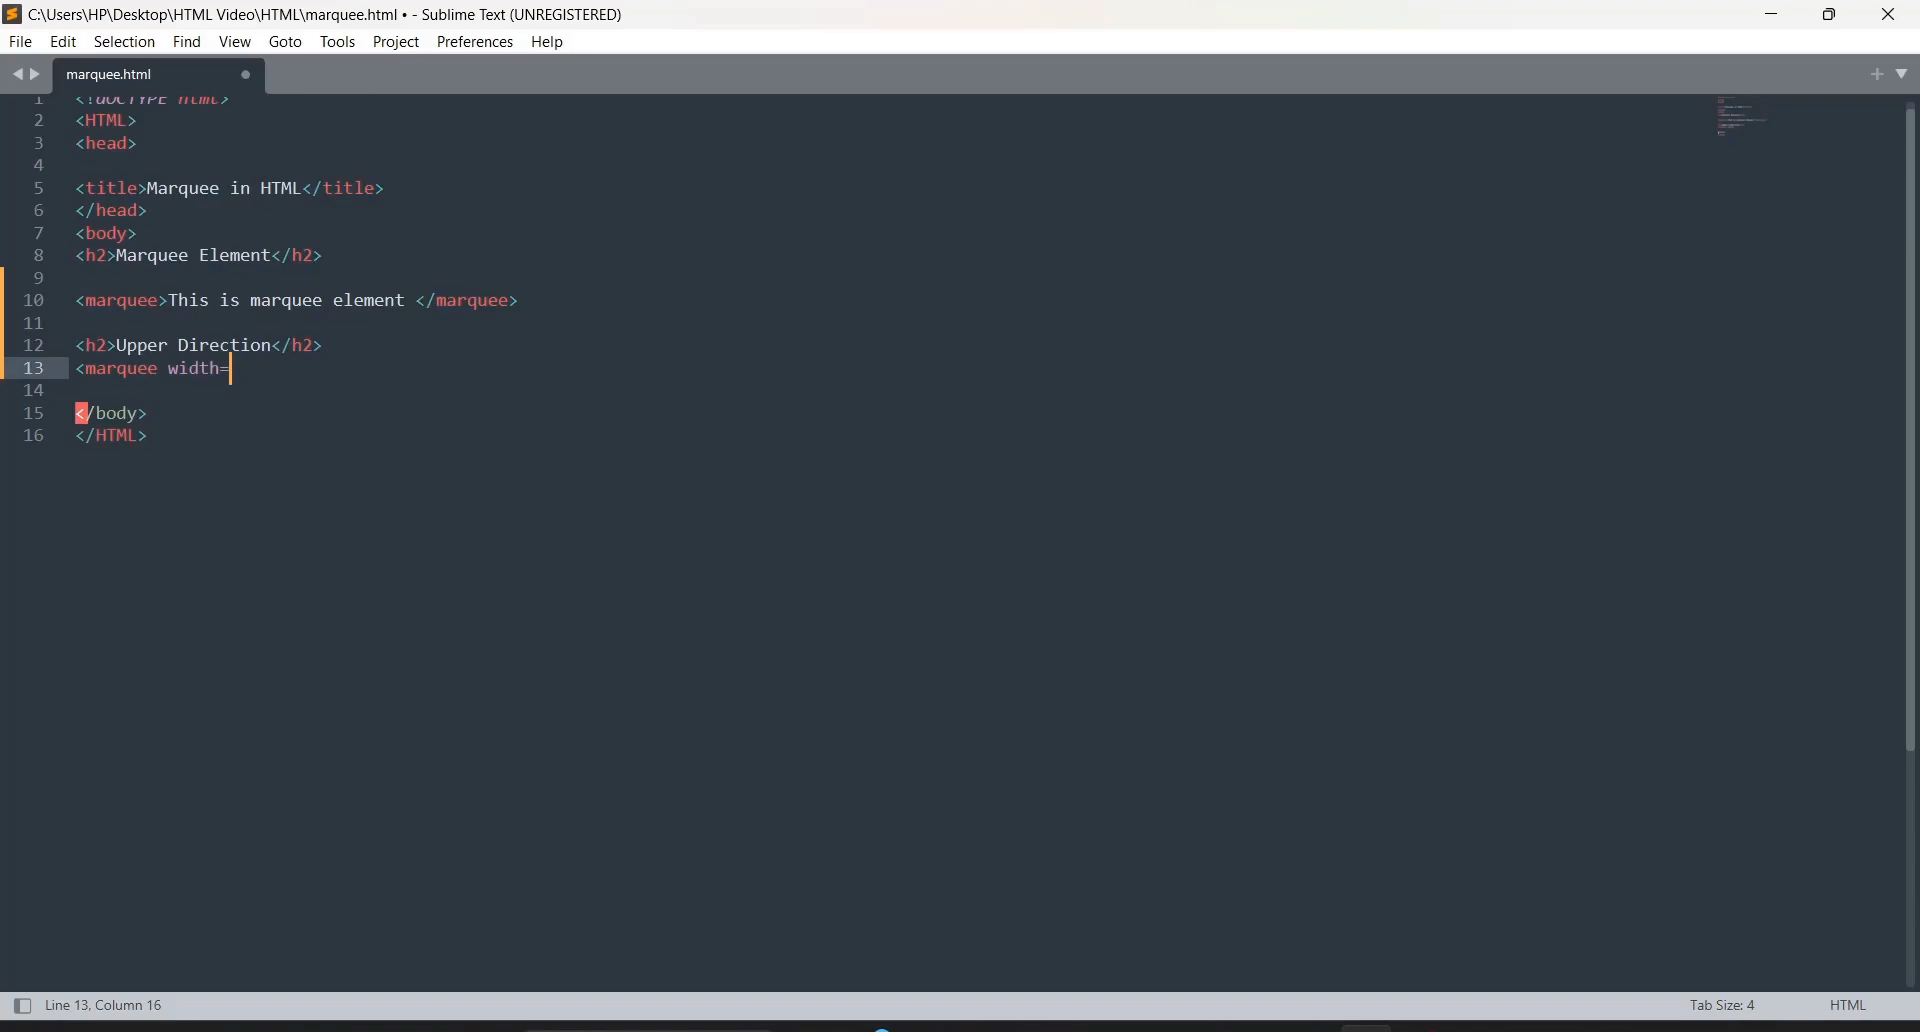 C:\Users\HP\Desktop\HTML Video\HTML\marquee.html • - Sublime Text (UNREGISTERED)
File Edit Selection Find View Goto Tools Project Preferences Help
marquee.html
1 <!dOCTYPE html>
2 <HTML>
3 <head>
4
5 <title>Marquee in HTML</title>
6 </head>
7 <body>
8 <h2>Marquee Element</h2>
9
10 <marquee>This is marquee element </marquee>
11
12 <h2>Upper Direction</h2>
13 <marquee width=
14
15 </body>
16 </HTML>
Line 13, Column 16 Tab Size: 4 HTML